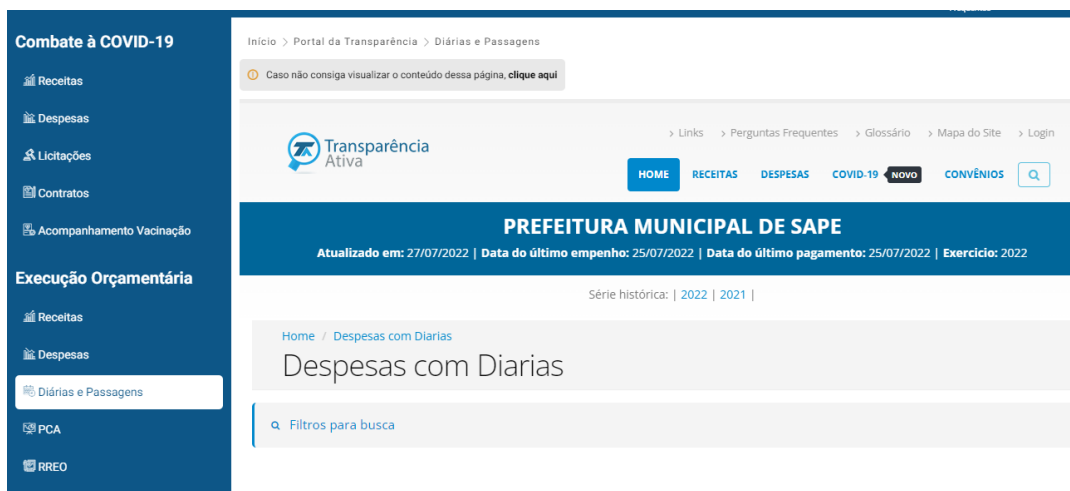 Combate à COVID-19
Receitas
Despesas
Licitações
Contratos
Acompanhamento Vacinação
Execução Orçamentária
Receitas
Despesas
Diárias e Passagens
PCA
RREO
Início > Portal da Transparência > Diárias e Passagens
Caso não consiga visualizar o conteúdo dessa página, clique aqui
Transparência
Ativa
> Links > Perguntas Frequentes > Glossário > Mapa do Site > Login
HOME RECEITAS DESPESAS COVID-19 NOVO CONVÊNIOS
PREFEITURA MUNICIPAL DE SAPE
Atualizado em: 27/07/2022 | Data do último empenho: 25/07/2022 | Data do último pagamento: 25/07/2022 | Exercicio: 2022
Série histórica: | 2022 | 2021 |
Home / Despesas com Diarias
Despesas com Diarias
Filtros para busca